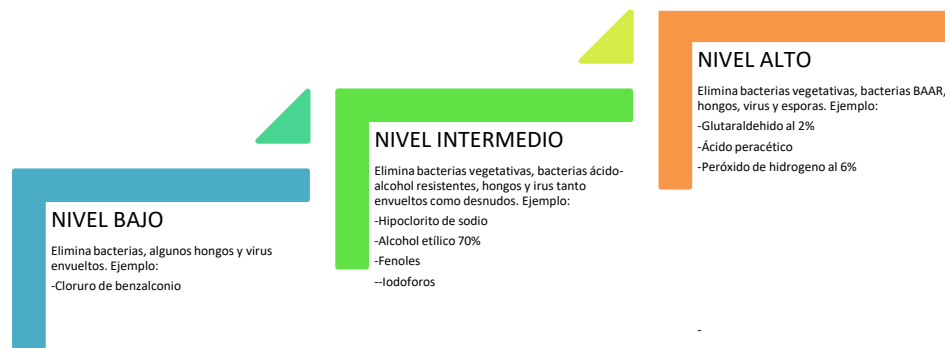 NIVEL BAJO
Elimina bacterias, algunos hongos y virus
envueltos. Ejemplo:
-Cloruro de benzalconio
NIVEL INTERMEDIO
Elimina bacterias vegetativas, bacterias ácido-
alcohol resistentes, hongos y irus tanto
envueltos como desnudos. Ejemplo:
-Hipoclorito de sodio
-Alcohol etílico 70%
-Fenoles
--Iodoforos
NIVEL ALTO
Elimina bacterias vegetativas, bacterias BAAR,
hongos, virus y esporas. Ejemplo:
-Glutaraldehido al 2%
-Ácido peracético
-Peróxido de hidrogeno al 6%
-